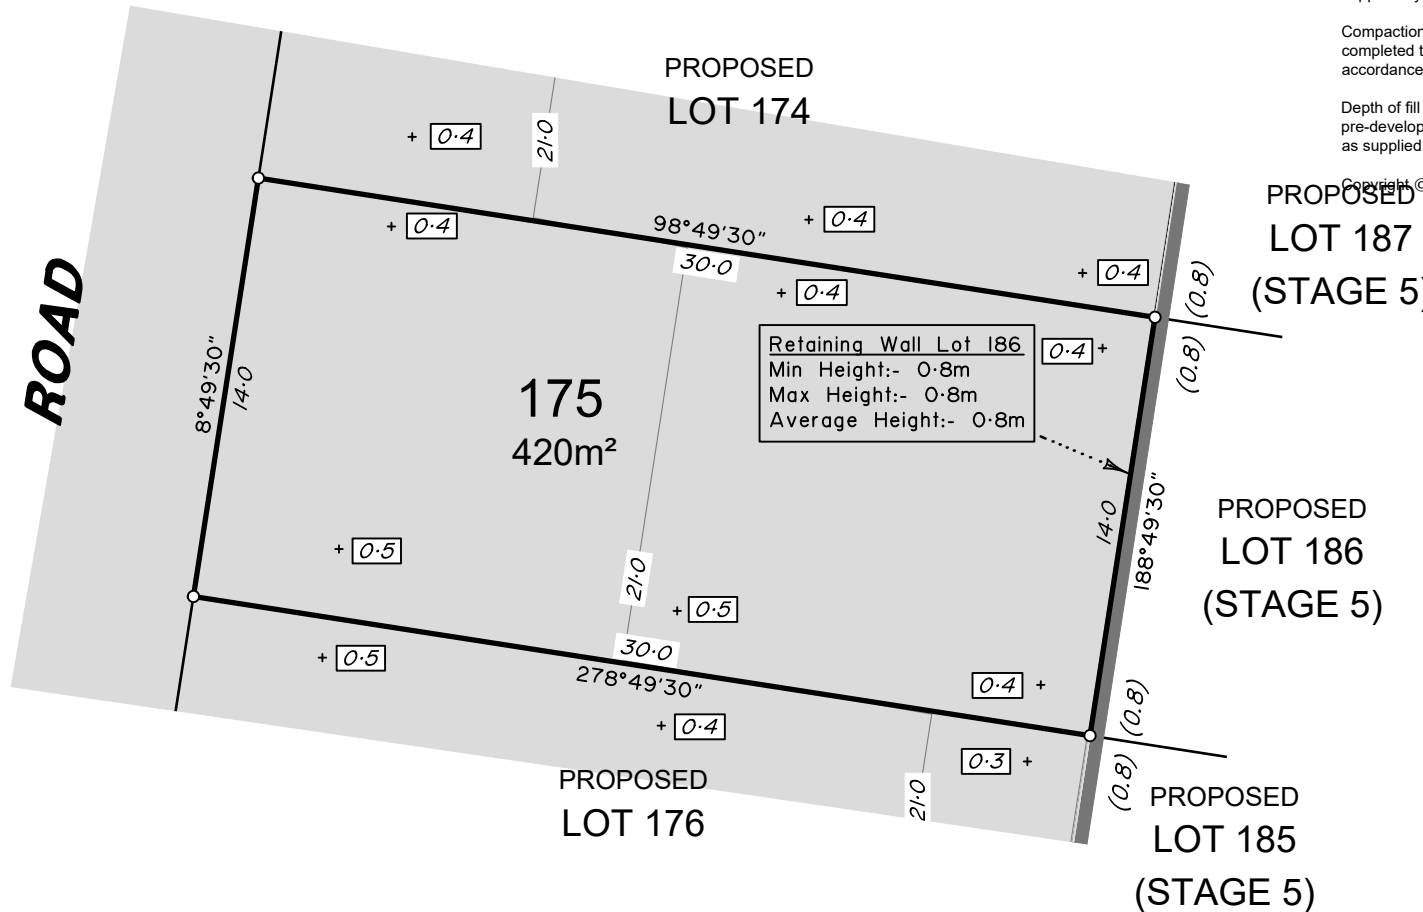 Compaction
completed t
accordance
Depth of fill
pre-develop
as supplied
Copyright ©
PROPOSED
LOT 174
PROPOSED
LOT 187
(STAGE 5)
0·4
21·0
0·4
98°49'30"
0·4
30·0
0·4
0·4
(0.8)
(0.8)
ROAD
8°49'30"
14·0
175
420m²
Retaining Wall Lot 186
Min Height:- 0·8m
Max Height:- 0·8m
Average Height:- 0·8m
0·4
14·0
188°49'30"
PROPOSED
LOT 186
(STAGE 5)
0·5
21·0
0·5
30·0
278°49'30"
0·5
0·4
0·4
(0.8)
(0.8)
0·3
21·0
PROPOSED
LOT 176
PROPOSED
LOT 185
(STAGE 5)